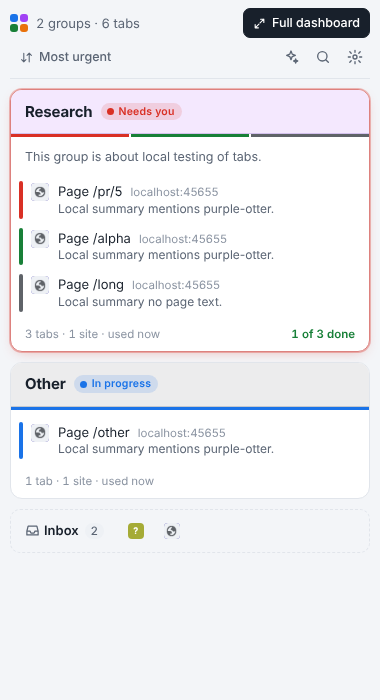 2 groups · 6 tabs
Full dashboard
Most urgent
Research
Needs you
This group is about local testing of tabs.
Page /pr/5 localhost:45655
Local summary mentions purple-otter.
Page /alpha localhost:45655
Local summary mentions purple-otter.
Page /long localhost:45655
Local summary no page text.
3 tabs · 1 site · used now
1 of 3 done
Other
In progress
Page /other localhost:45655
Local summary mentions purple-otter.
1 tab · 1 site · used now
Inbox 2 ?